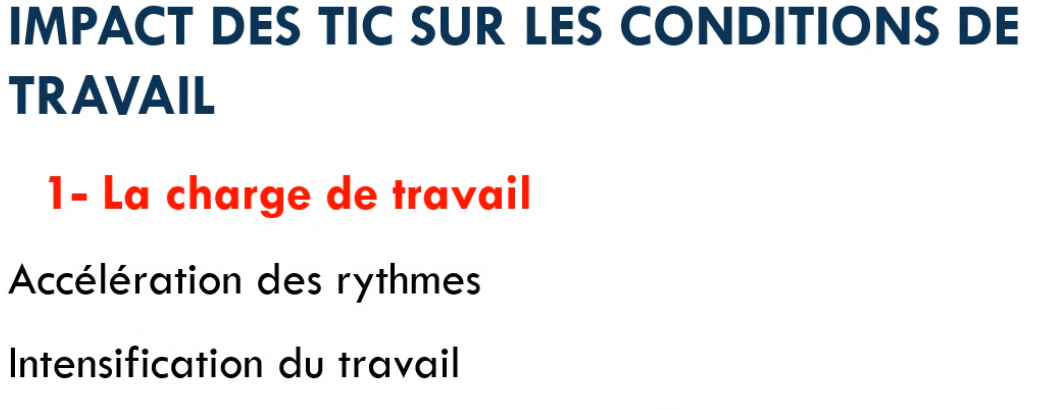 IMPACT DES TIC SUR LES CONDITIONS DE
TRAVAIL
1- La charge de travail
Accélération des rythmes
Intensification du travail